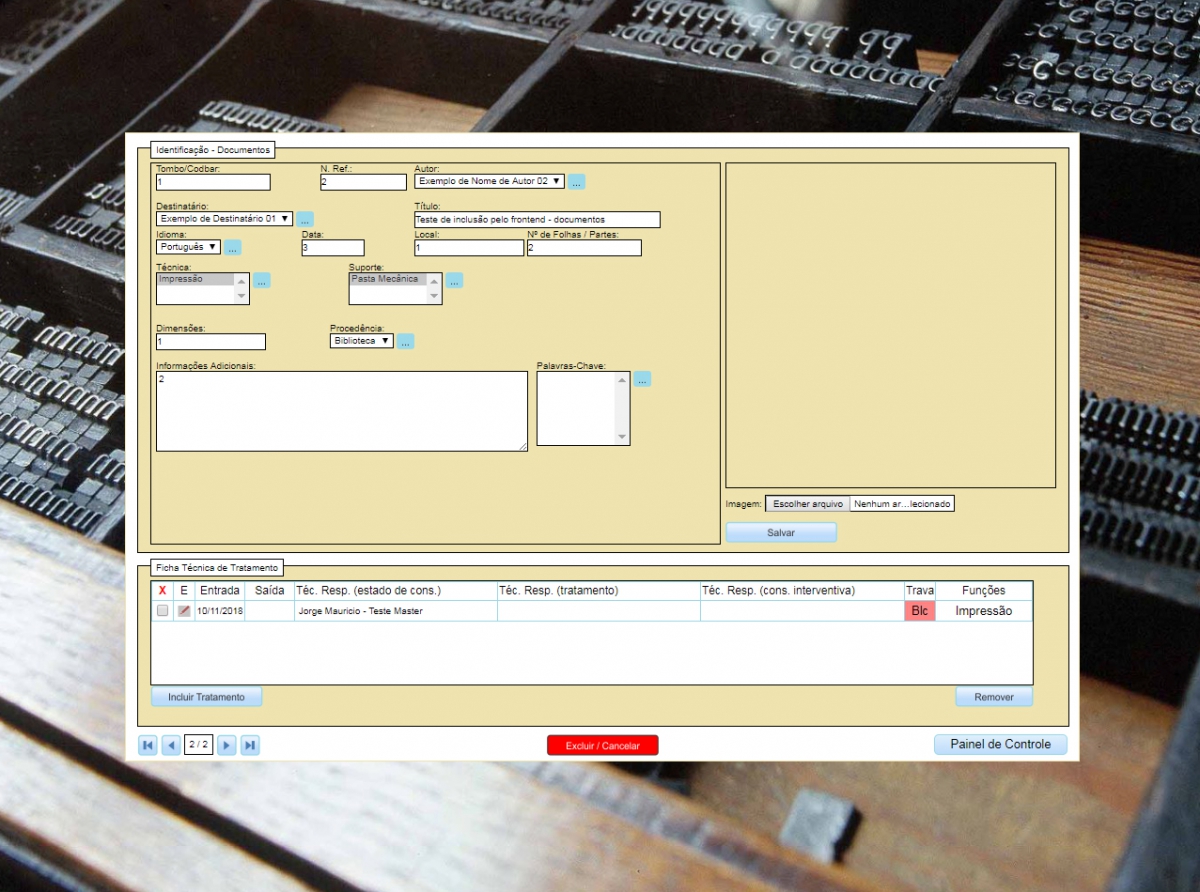 Identificação - Documentos
Tombo/Codbar: N. Ref.: Autor:
1 2 Exemplo de Nome de Autor 02 ▼ ...
Destinatário: Título:
Exemplo de Destinatário 01 ▼ ... Teste de inclusão pelo frontend - documentos
Idioma: Data: Local: Nº de Folhas / Partes:
Português ▼ ... 3 1 2
Técnica: Suporte:
Impressão ... Pasta Mecânica ...
Dimensões: Procedência:
1 Biblioteca ▼ ...
Informações Adicionais: Palavras-Chave:
2 ...
Imagem: Escolher arquivo Nenhum ar...lecionado
Salvar
Ficha Técnica de Tratamento
X E Entrada Saída Téc. Resp. (estado de cons.) Téc. Resp. (tratamento) Téc. Resp. (cons. interventiva) Trava Funções
10/11/2018 Jorge Mauricio - Teste Master Blc Impressão
Incluir Tratamento Remover
2 / 2 Excluir / Cancelar Painel de Controle